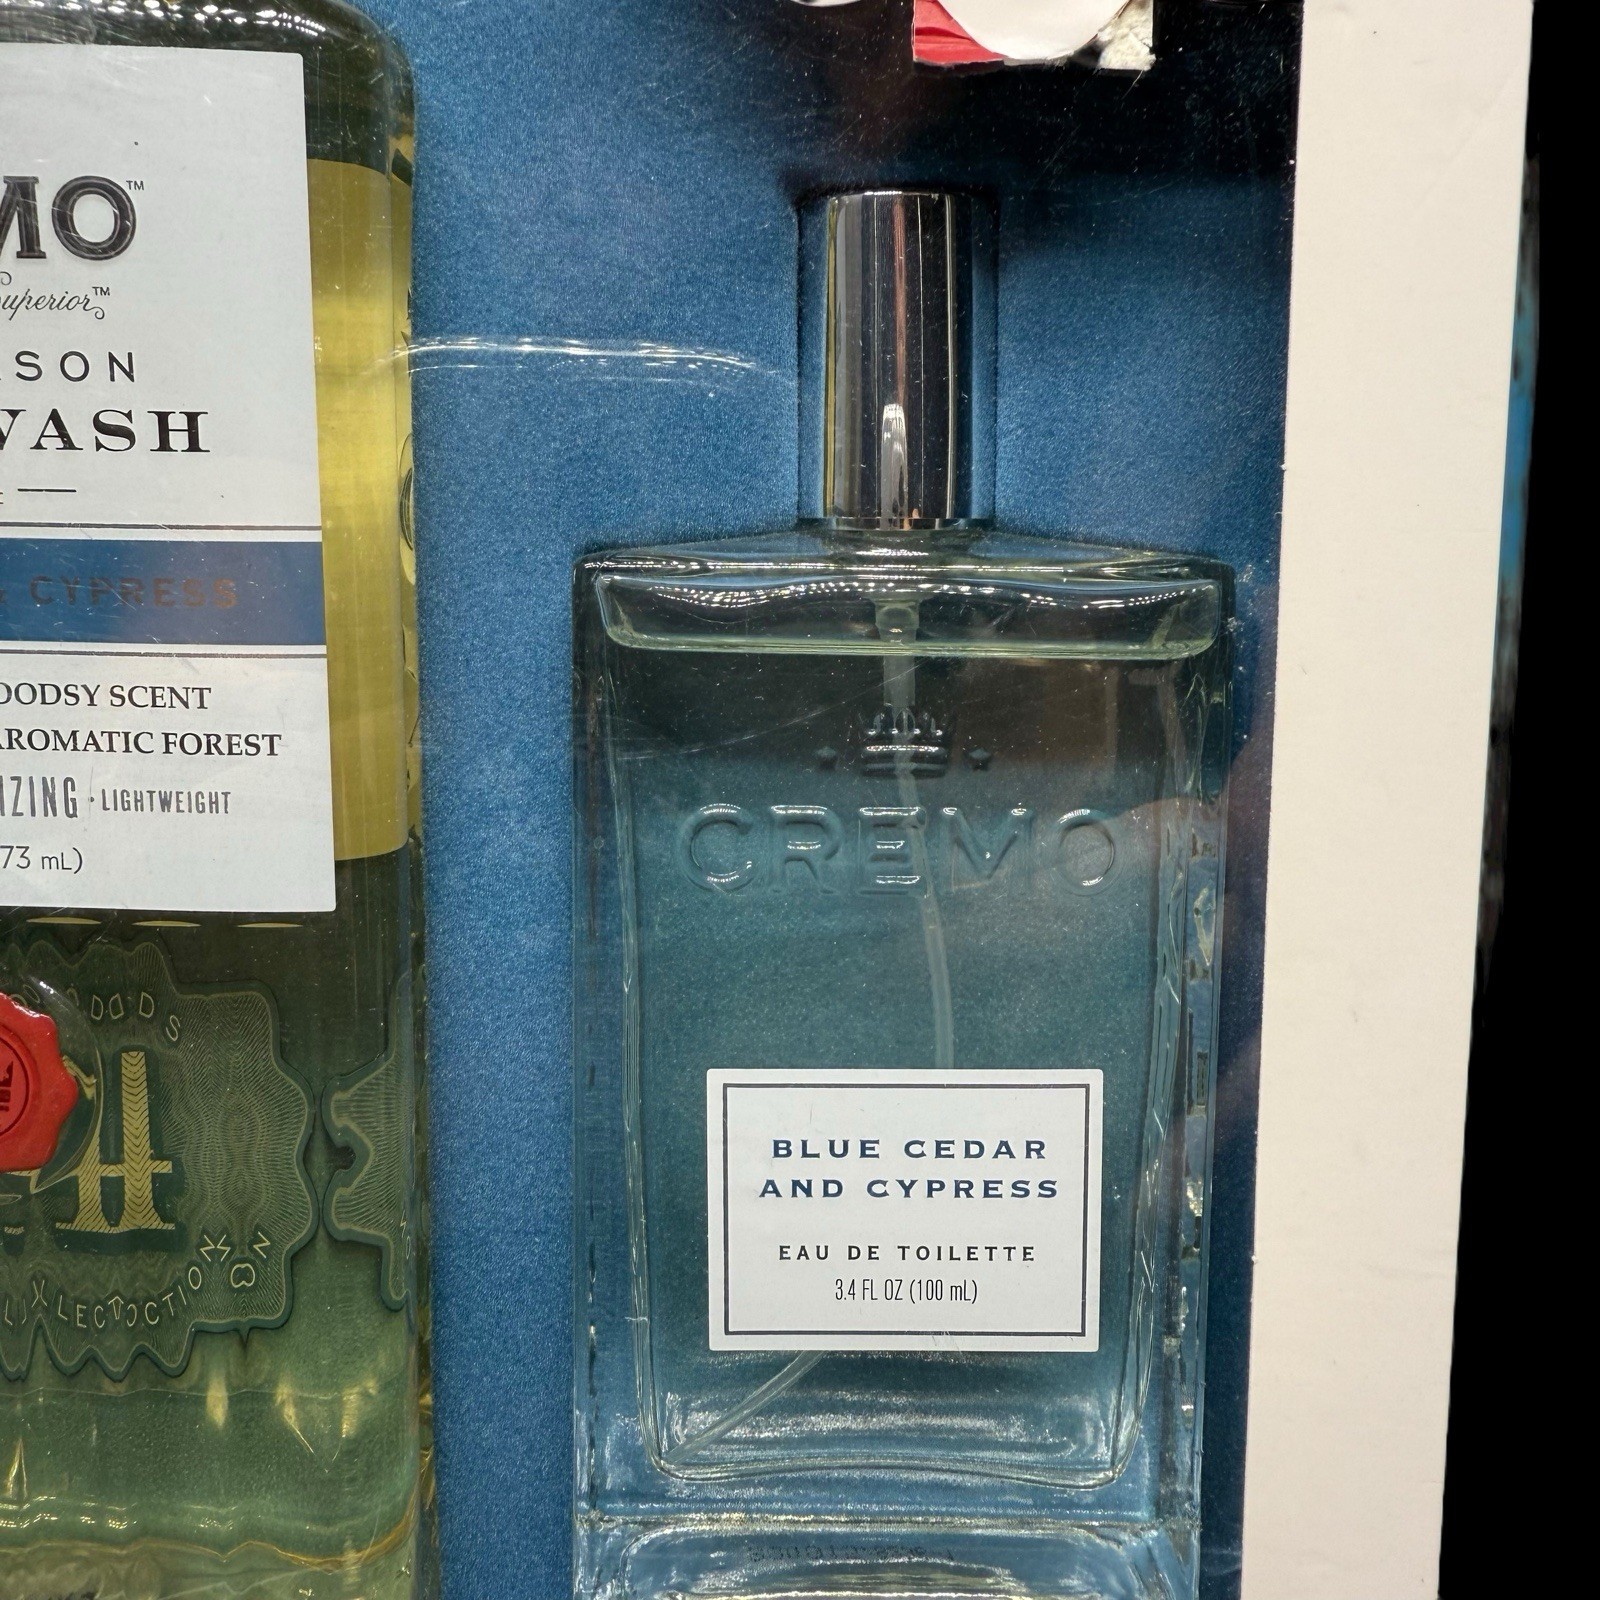 MO™
Superior™
SON
WASH
& CYPRESS
OODSY SCENT
AROMATIC FOREST
IZING · LIGHTWEIGHT
73 mL)
CREMO
BLUE CEDAR
AND CYPRESS
EAU DE TOILETTE
3.4 FL OZ (100 mL)